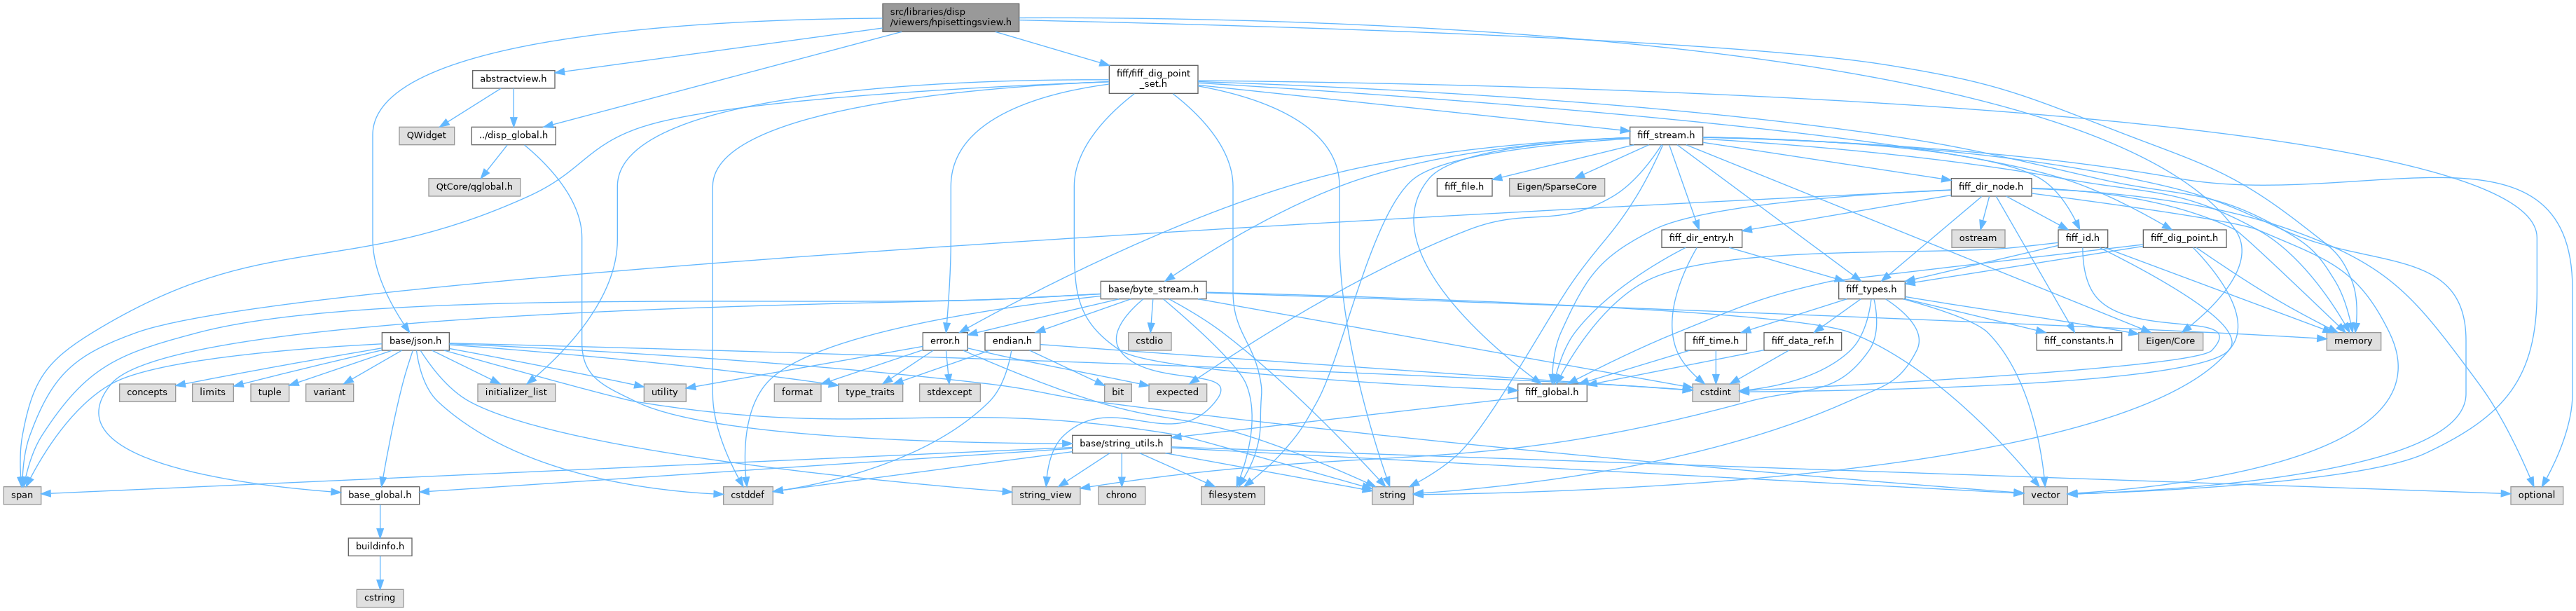 src/libraries/disp
/viewers/hpisettingsview.h
abstractview.h
fiff/fiff_dig_point
_set.h
QWidget
../disp_global.h
fiff_stream.h
QtCore/qglobal.h
fiff_file.h
Eigen/SparseCore
fiff_dir_node.h
fiff_dir_entry.h
ostream
fiff_id.h
fiff_dig_point.h
base/byte_stream.h
fiff_types.h
base/json.h
error.h
endian.h
cstdio
fiff_time.h
fiff_data_ref.h
fiff_constants.h
Eigen/Core
memory
concepts
limits
tuple
variant
initializer_list
utility
format
type_traits
stdexcept
bit
expected
fiff_global.h
cstdint
base/string_utils.h
span
base_global.h
cstddef
string_view
chrono
filesystem
string
vector
optional
buildinfo.h
cstring